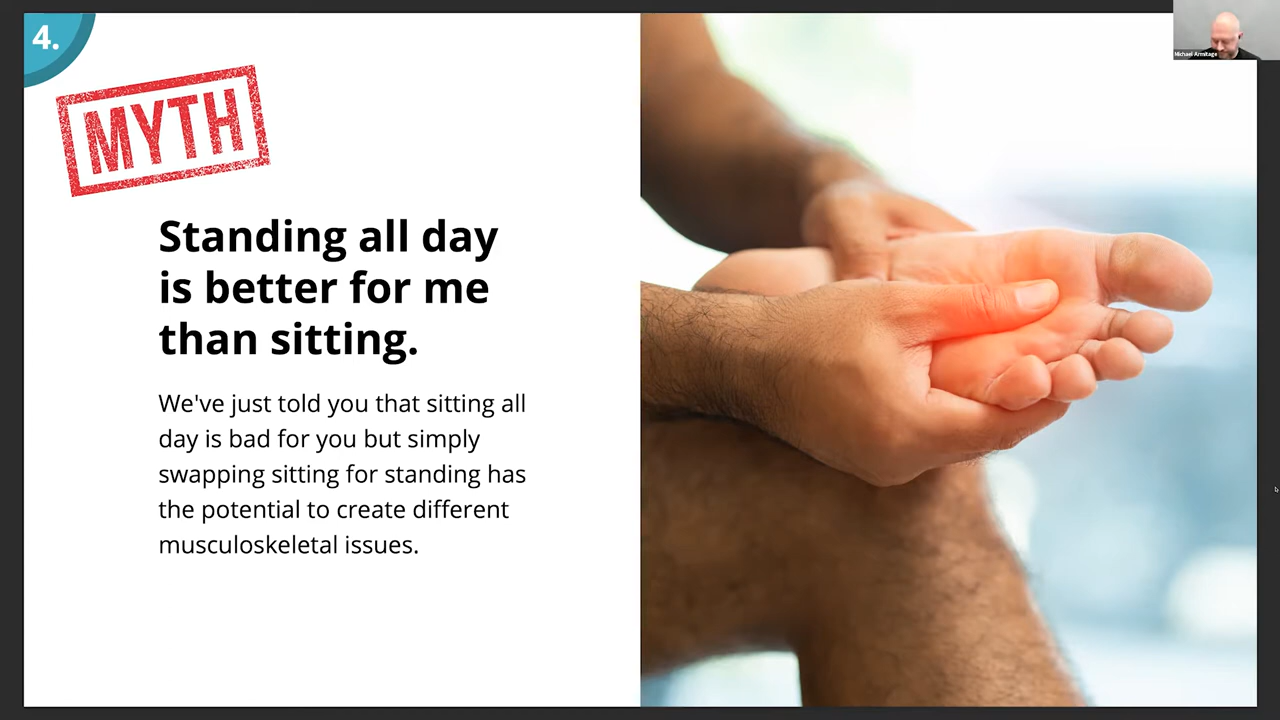 4.
Michael Armitage
MYTH
Standing all day
is better for me
than sitting.
We've just told you that sitting all
day is bad for you but simply
swapping sitting for standing has
the potential to create different
musculoskeletal issues.